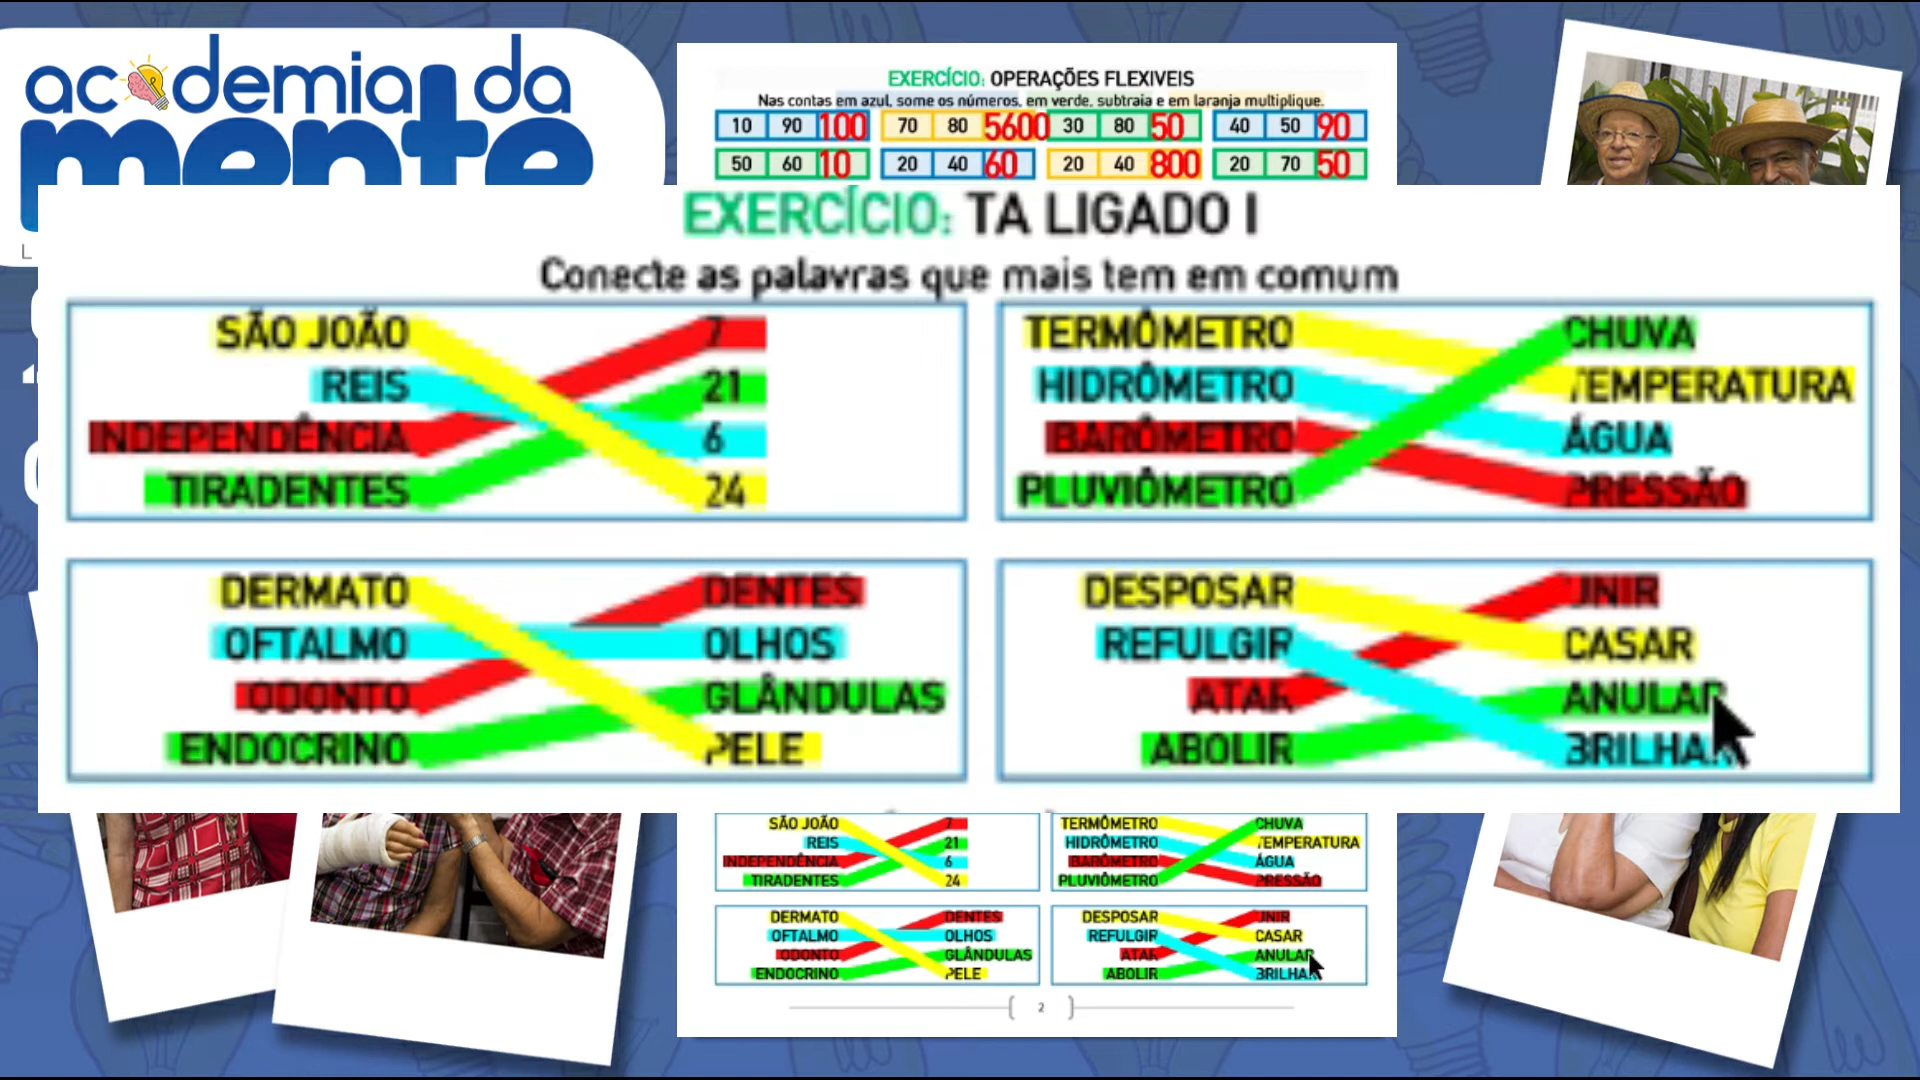 academia da
mente
EXERCÍCIO: OPERAÇÕES FLEXIVEIS
Nas contas em azul, some os números, em verde, subtraia e em laranja multiplique.
10 90 100 70 80 5600 30 80 50 40 50 90
50 60 10 20 40 60 20 40 800 20 70 50
EXERCÍCIO: TA LIGADO I
Conecte as palavras que mais tem em comum
SÃO JOÃO 7
REIS 21
INDEPENDÊNCIA 6
TIRADENTES 24
TERMÔMETRO CHUVA
HIDRÔMETRO TEMPERATURA
BARÔMETRO ÁGUA
PLUVIÔMETRO PRESSÃO
DERMATO DENTES
OFTALMO OLHOS
ODONTO GLÂNDULAS
ENDOCRINO PELE
DESPOSAR UNIR
REFULGIR CASAR
ATAR ANULAR
ABOLIR BRILHAR
SÃO JOÃO 7
REIS 21
INDEPENDÊNCIA 6
TIRADENTES 24
TERMÔMETRO CHUVA
HIDRÔMETRO TEMPERATURA
BARÔMETRO ÁGUA
PLUVIÔMETRO PRESSÃO
DERMATO DENTES
OFTALMO OLHOS
ODONTO GLÂNDULAS
ENDOCRINO PELE
DESPOSAR UNIR
REFULGIR CASAR
ATAR ANULAR
ABOLIR BRILHAR
2